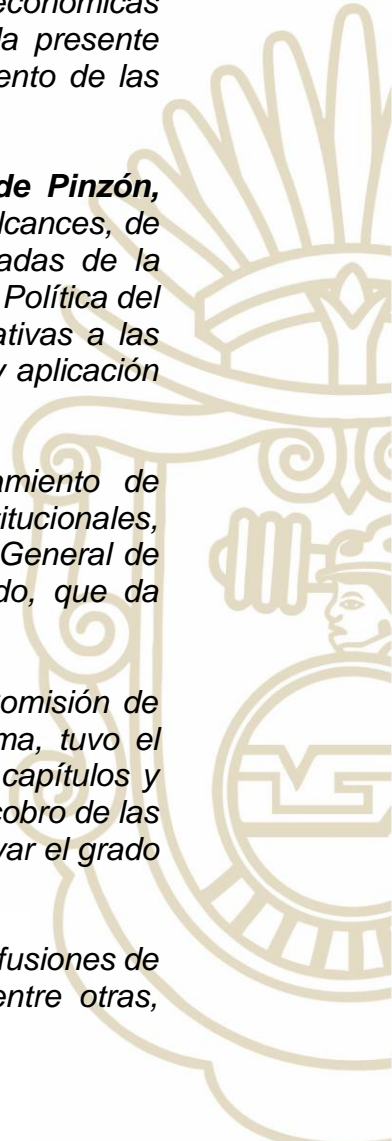 económicas
la presente
ento de las
de Pinzón,
lcances, de
adas de la
Política del
ativas a las
y aplicación
amiento de
itucionales,
General de
do, que da
omisión de
ma, tuvo el
capítulos y
cobro de las
var el grado
fusiones de
entre otras,